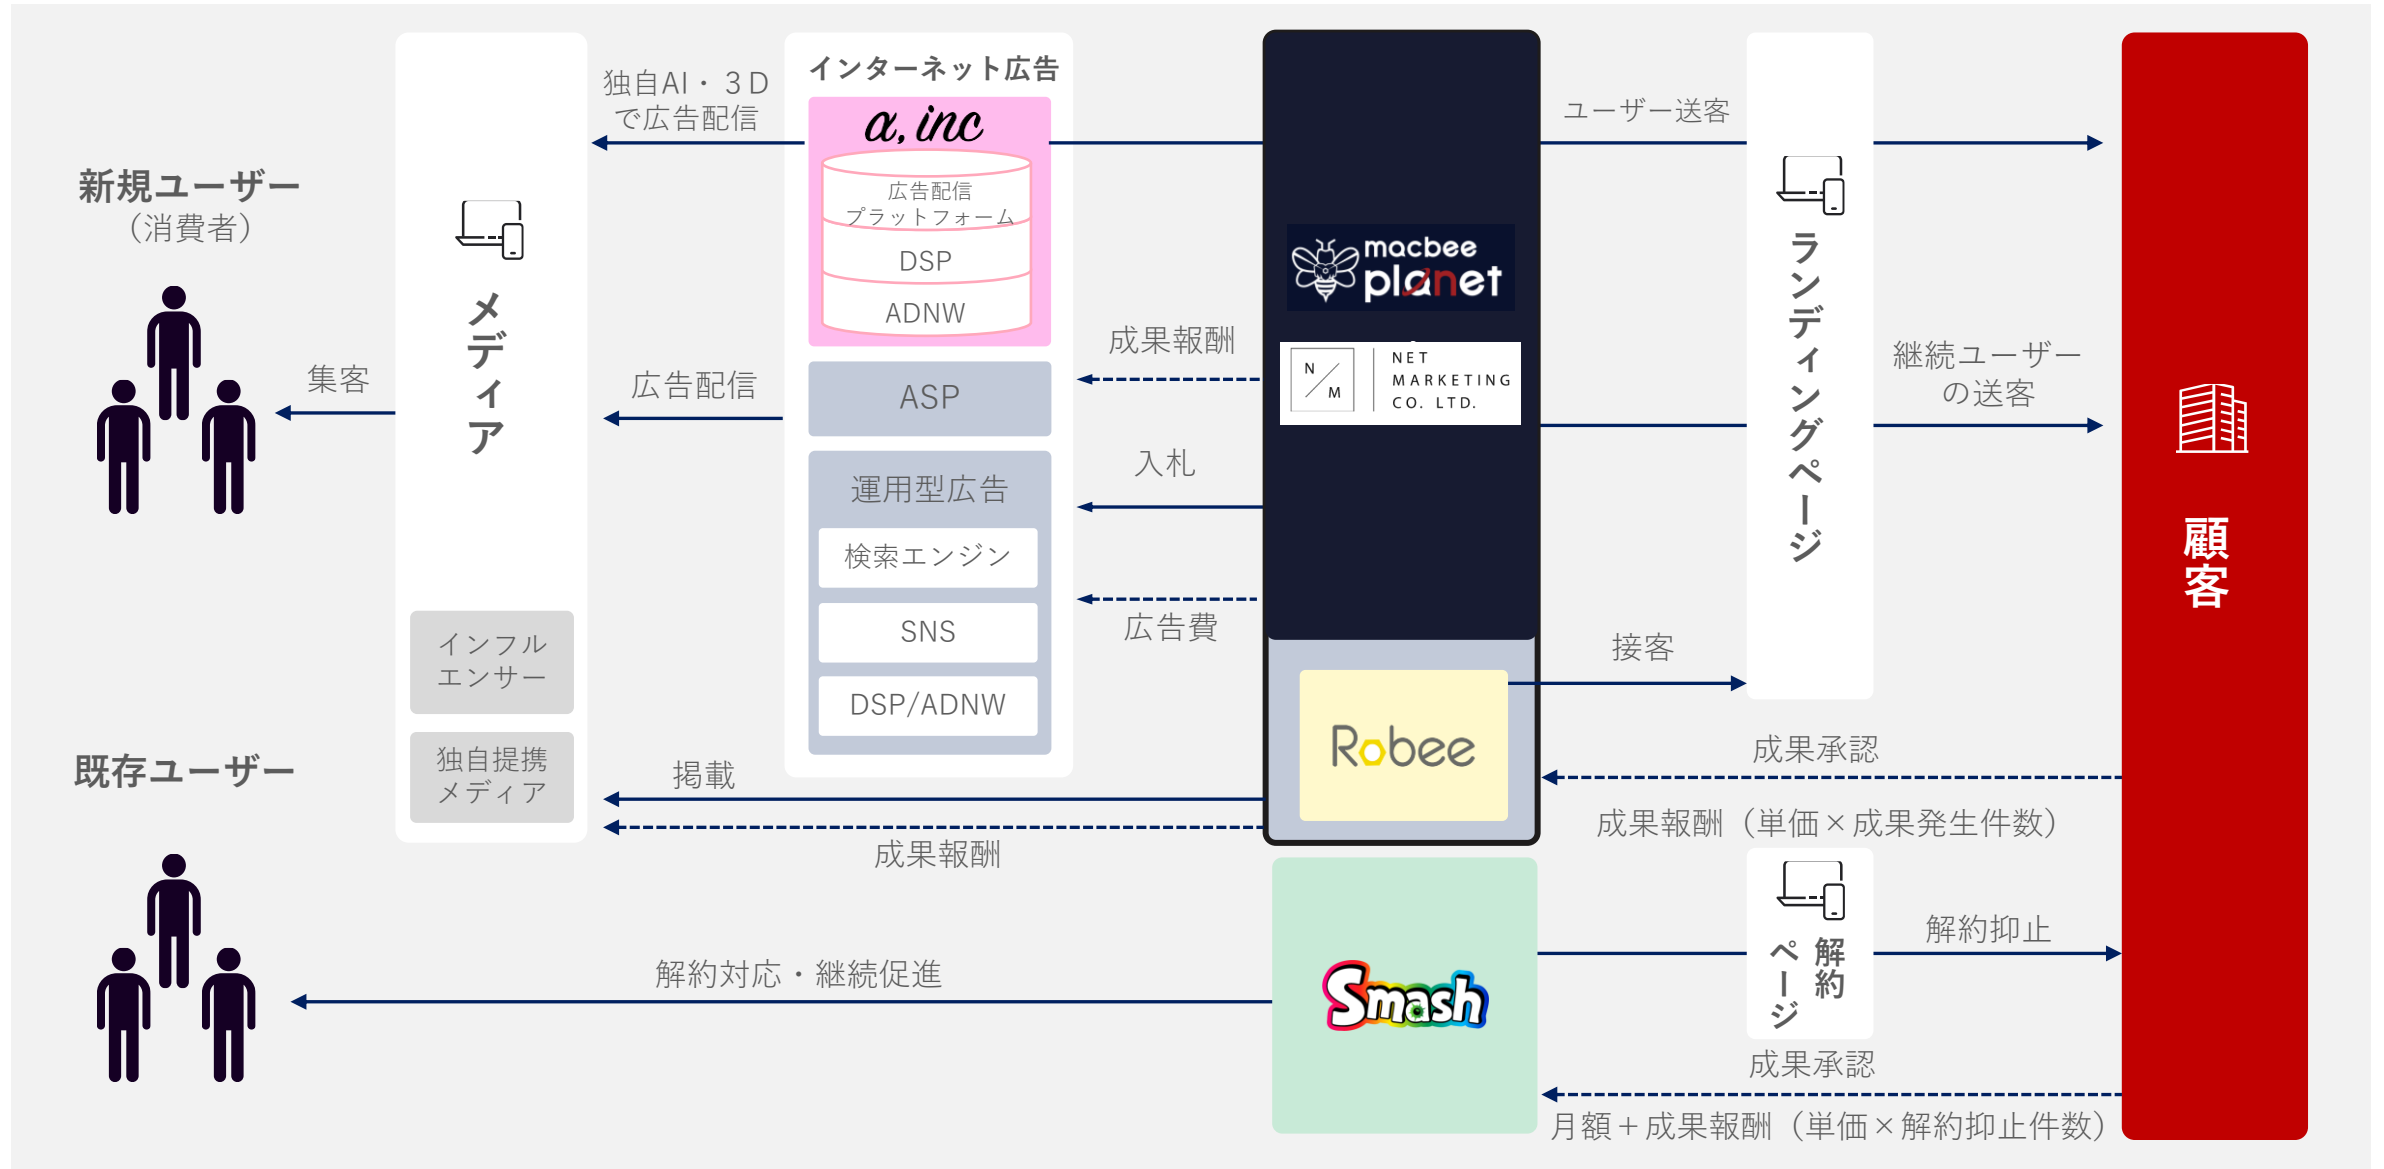 新規ユーザー
（消費者）
集客
既存ユーザー
メディア
インフル
エンサー
独自提携
メディア
独自AI・３D
で広告配信
広告配信
掲載
成果報酬
解約対応・継続促進
インターネット広告
α, inc
広告配信
プラットフォーム
DSP
ADNW
ASP
運用型広告
検索エンジン
SNS
DSP/ADNW
成果報酬
入札
広告費
macbee
planet
N
M
NET
MARKETING
CO. LTD.
Robee
Smash
ユーザー送客
接客
ランディングページ
継続ユーザー
の送客
成果承認
成果報酬（単価×成果発生件数）
解約
ページ
解約抑止
成果承認
月額＋成果報酬（単価×解約抑止件数）
顧客